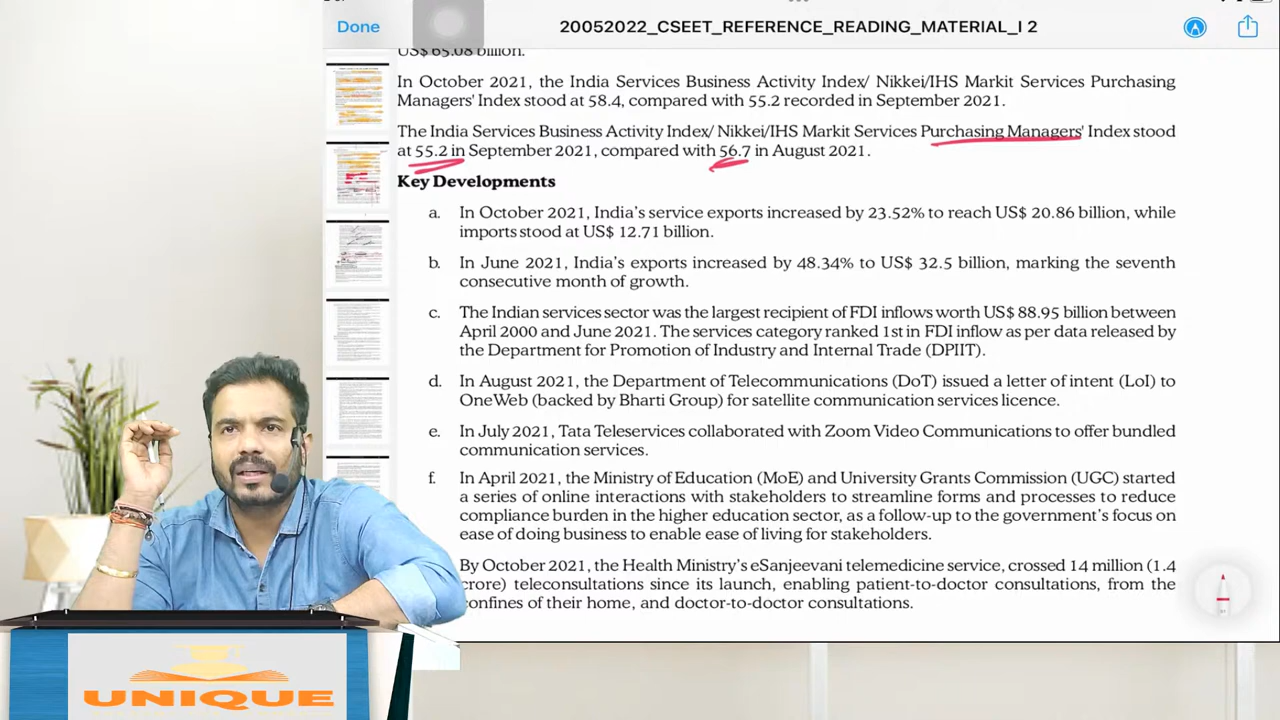 Done
20052022_CSEET_REFERENCE_READING_MATERIAL_I 2
US$ 65.08 billion.
In October 2021, the India Services Business Activity Index/Nikkei/IHS Markit Services Purchasing
Managers' Index stood at 58.4 compared with 55.2 recorded in September 2021.
The India Services Business Activity Index/ Nikkei/IHS Markit Services Purchasing Managers' Index stood
at 55.2 in September 2021 compared with 56.7 in August 2021.
Key Developments
a. In October 2021, India's services exports increased by 23.52% to reach US$ 20.86 billion, while
imports stood at US$ 12.71 billion.
b. In June 2021, India's exports increased by 48.34% to US$ 32.5 billion, marking the seventh
consecutive month of growth.
c. The Indian services sector was the largest recipient of FDI inflows worth US$ 89.75 billion between
April 2000 and June 2021. The services sector ranked 1st in FDI inflow as per data released by
the Department for Promotion of Industry and Internal Trade (DPIIT).
d. In August 2021, the Department of Telecommunications (DoT) issued a letter of intent (LoI) to
OneWeb, backed by Bharti Group for satellite communication services licence.
In July 2021, Tata Teleservices collaborated with Zoom Video Communications to offer bundled
communication services.
f. In April 2021, the Ministry of Education (MoE) and University Grants Commission (UGC) started
a series of online interactions with stakeholders to streamline forms and processes to reduce
compliance burden in the higher education sector, as a follow-up to the government's focus on
ease of doing business to enable ease of living for stakeholders.
By October 2021, the Health Ministry's eSanjeevani telemedicine service, crossed 14 million (1.4
crore) teleconsultations since its launch, enabling patient-to-doctor consultations, from the
confines of their home, and doctor-to-doctor consultations.
UNIQUE